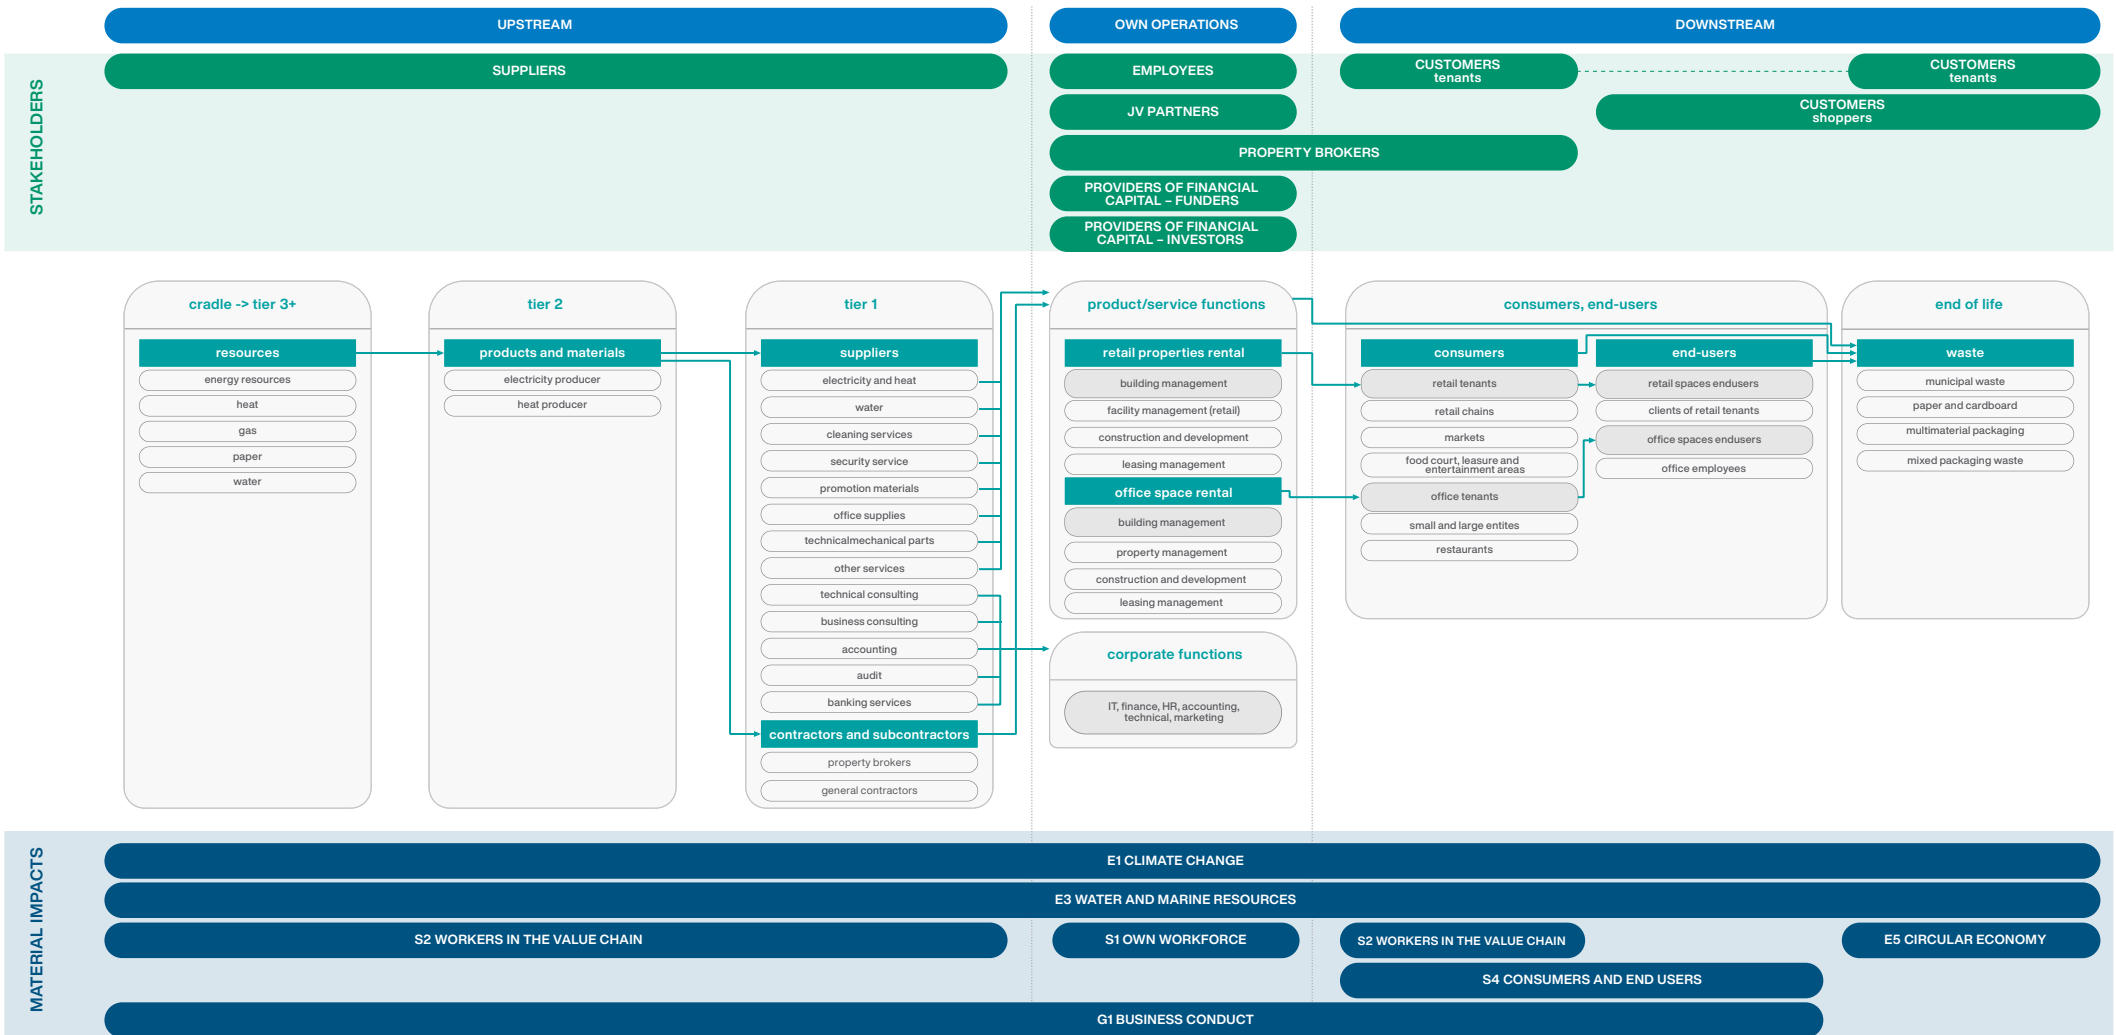 UPSTREAM
OWN OPERATIONS
DOWNSTREAM
STAKEHOLDERS
SUPPLIERS
EMPLOYEES
CUSTOMERS
tenants
CUSTOMERS
tenants
JV PARTNERS
CUSTOMERS
shoppers
PROPERTY BROKERS
PROVIDERS OF FINANCIAL
CAPITAL – FUNDERS
PROVIDERS OF FINANCIAL
CAPITAL – INVESTORS
cradle -> tier 3+
resources
energy resources
heat
gas
paper
water
tier 2
products and materials
electricity producer
heat producer
tier 1
suppliers
electricity and heat
water
cleaning services
security service
promotion materials
office supplies
technicalmechanical parts
other services
technical consulting
business consulting
accounting
audit
banking services
contractors and subcontractors
property brokers
general contractors
product/service functions
retail properties rental
building management
facility management (retail)
construction and development
leasing management
office space rental
building management
property management
construction and development
leasing management
corporate functions
IT, finance, HR, accounting,
technical, marketing
consumers, end-users
consumers
retail tenants
retail chains
markets
food court, leasure and
entertainment areas
office tenants
small and large entites
restaurants
end-users
retail spaces endusers
clients of retail tenants
office spaces endusers
office employees
end of life
waste
municipal waste
paper and cardboard
multimaterial packaging
mixed packaging waste
MATERIAL IMPACTS
E1 CLIMATE CHANGE
E3 WATER AND MARINE RESOURCES
S2 WORKERS IN THE VALUE CHAIN
S1 OWN WORKFORCE
S2 WORKERS IN THE VALUE CHAIN
E5 CIRCULAR ECONOMY
S4 CONSUMERS AND END USERS
G1 BUSINESS CONDUCT